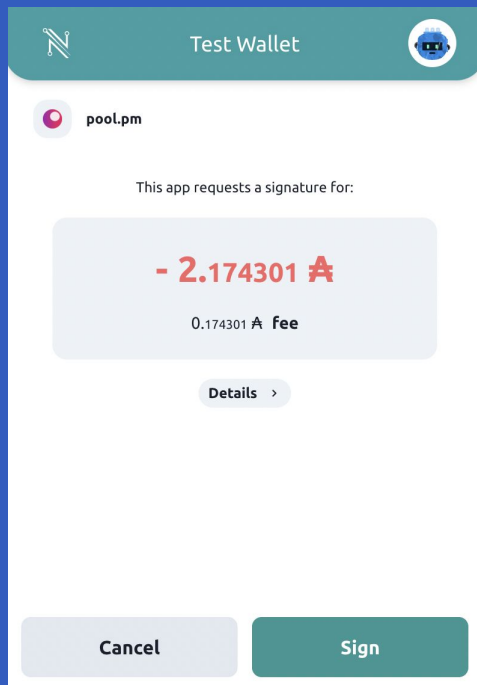 Test Wallet
pool.pm
This app requests a signature for:
- 2.174301 ₳
0.174301 ₳ fee
Details >
Cancel
Sign